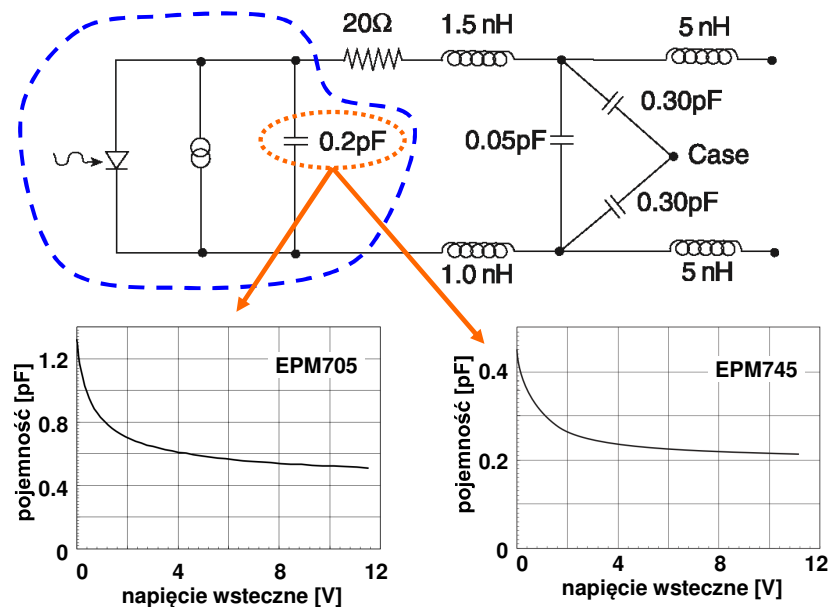 20Ω
1.5 nH
5 nH
0.30pF
0.2pF
0.05pF
Case
0.30pF
1.0 nH
5 nH
pojemność [pF]
1.2
0.8
0.4
0
EPM705
0
4
8
12
napięcie wsteczne [V]
pojemność [pF]
0.4
0.2
0
EPM745
0
4
8
12
napięcie wsteczne [V]